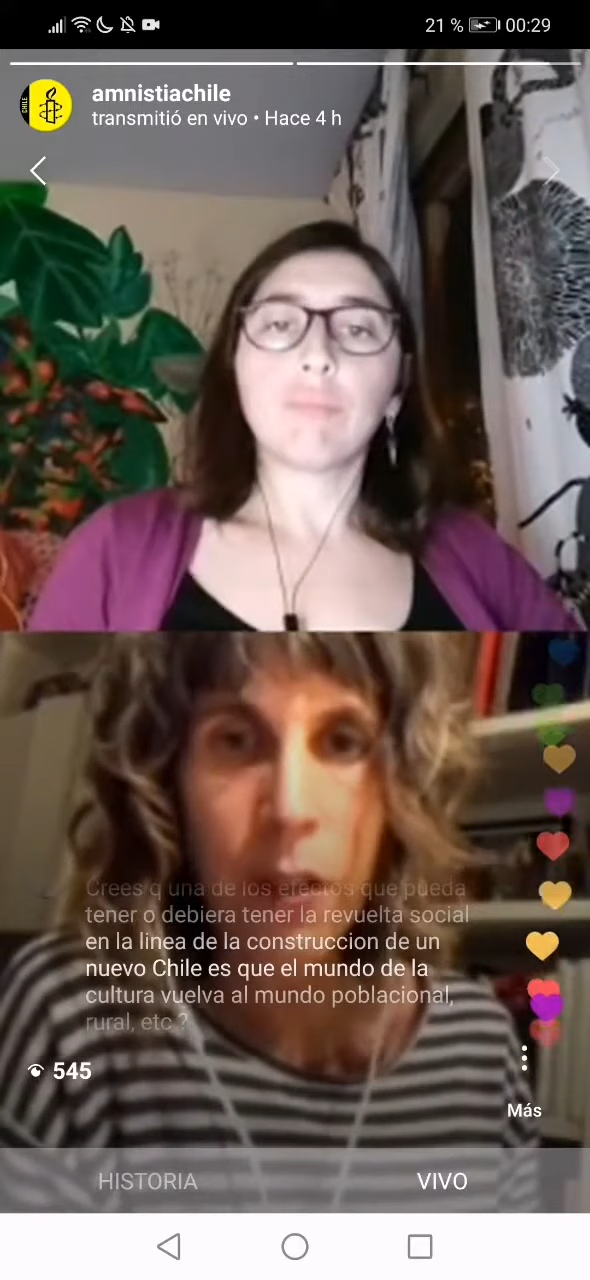 21 % 00:29
CHILE
amnistiachile
transmitió en vivo • Hace 4 h
Crees q una de los efectos que pueda
tener o debiera tener la revuelta social
en la linea de la construccion de un
nuevo Chile es que el mundo de la
cultura vuelva al mundo poblacional,
rural, etc ?
545
Más
HISTORIA VIVO